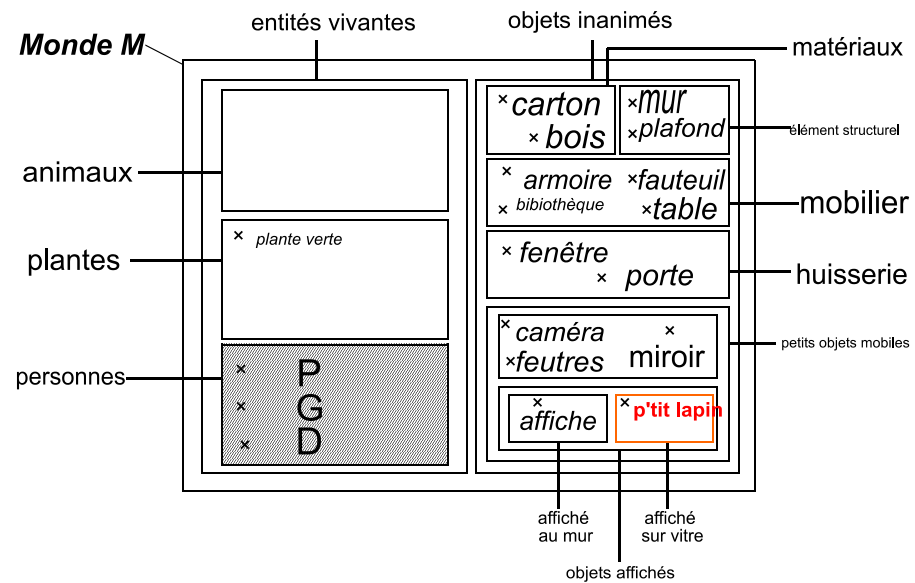 entités vivantes
objets inanimés
Monde M
matériaux
carton
bois
mur
plafond
élément structurel
animaux
armoire
bibiothèque
fauteuil
table
mobilier
plante verte
plantes
fenêtre
porte
huisserie
caméra
feutres
miroir
petits objets mobiles
personnes
P
G
D
affiche
p'tit lapin
affiché
au mur
affiché
sur vitre
objets affichés